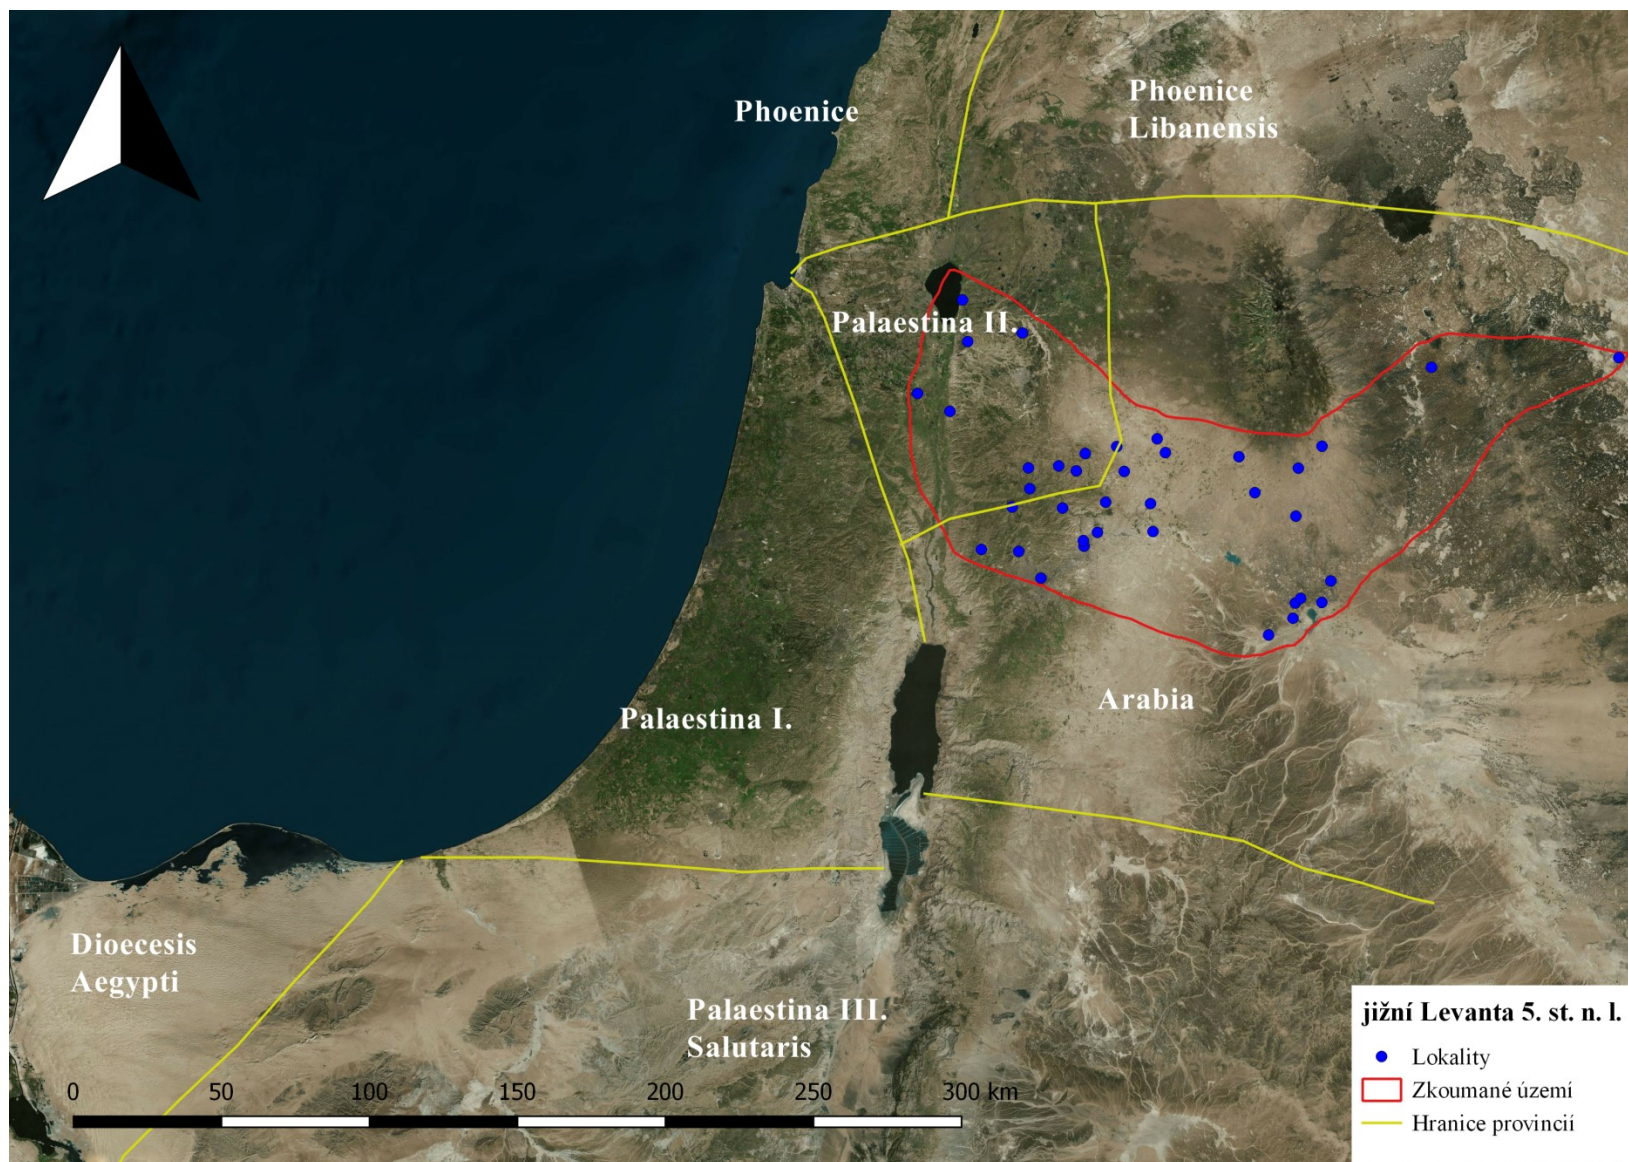 Phoenice
Phoenice
Libanensis
Palaestina II.
Palaestina I.
Arabia
Dioecesis
Aegypti
Palaestina III.
Salutaris
0 50 100 150 200 250 300 km
jižní Levanta 5. st. n. l.
Lokality
Zkoumané území
Hranice provincií